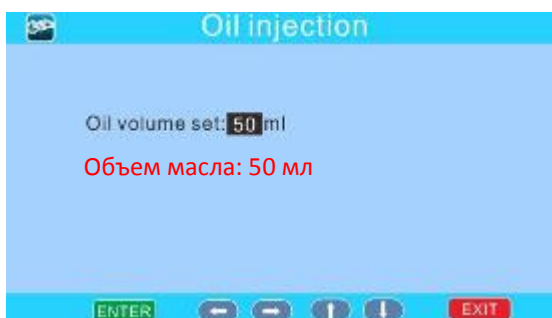 Oil injection
Oil volume set: 50 ml
Объем масла: 50 мл
ENTER
EXIT